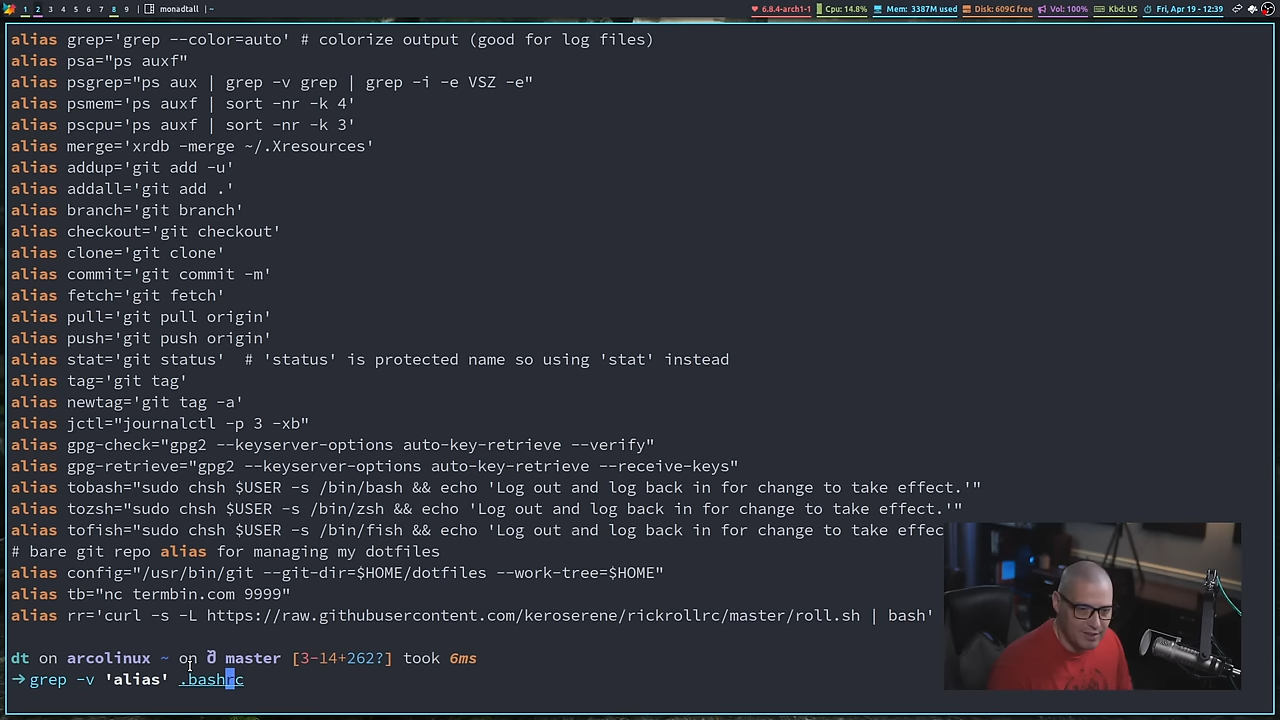 1 2 3 4 5 6 7 8 9 monadtall ~ 6.8.4-arch1-1 Cpu: 14.8% Mem: 3387M used Disk: 609G free Vol: 100% Kbd: US Fri, Apr 19 - 12:39
alias grep='grep --color=auto' # colorize output (good for log files)
alias psa="ps auxf"
alias psgrep="ps aux | grep -v grep | grep -i -e VSZ -e"
alias psmem='ps auxf | sort -nr -k 4'
alias pscpu='ps auxf | sort -nr -k 3'
alias merge='xrdb -merge ~/.Xresources'
alias addup='git add -u'
alias addall='git add .'
alias branch='git branch'
alias checkout='git checkout'
alias clone='git clone'
alias commit='git commit -m'
alias fetch='git fetch'
alias pull='git pull origin'
alias push='git push origin'
alias stat='git status'  # 'status' is protected name so using 'stat' instead
alias tag='git tag'
alias newtag='git tag -a'
alias jctl="journalctl -p 3 -xb"
alias gpg-check="gpg2 --keyserver-options auto-key-retrieve --verify"
alias gpg-retrieve="gpg2 --keyserver-options auto-key-retrieve --receive-keys"
alias tobash="sudo chsh $USER -s /bin/bash && echo 'Log out and log back in for change to take effect.'"
alias tozsh="sudo chsh $USER -s /bin/zsh && echo 'Log out and log back in for change to take effect.'"
alias tofish="sudo chsh $USER -s /bin/fish && echo 'Log out and log back in for change to take effec
# bare git repo alias for managing my dotfiles
alias config="/usr/bin/git --git-dir=$HOME/dotfiles --work-tree=$HOME"
alias tb="nc termbin.com 9999"
alias rr='curl -s -L https://raw.githubusercontent.com/keroserene/rickrollrc/master/roll.sh | bash'
dt on arcolinux ~ on master [3-14+262?] took 6ms
➔ grep -v 'alias' .bashrc